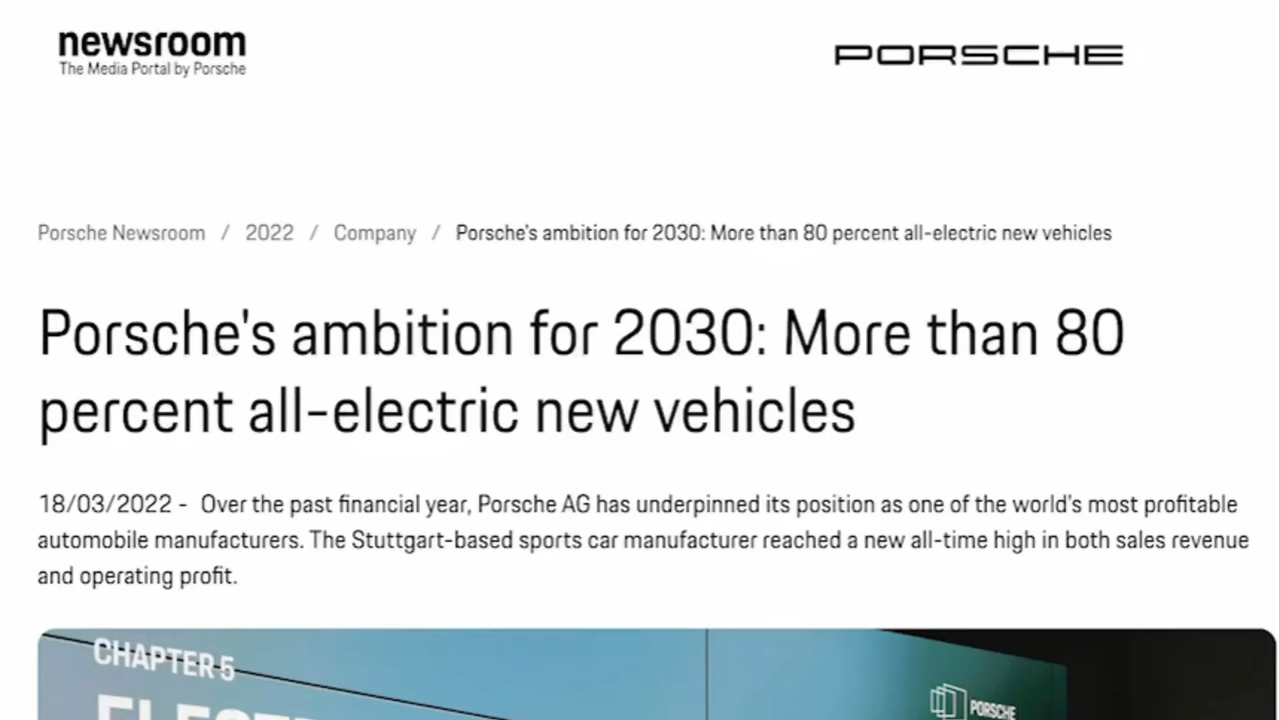 newsroom
The Media Portal by Porsche
PORSCHE
Porsche Newsroom / 2022 / Company / Porsche's ambition for 2030: More than 80 percent all-electric new vehicles
Porsche's ambition for 2030: More than 80
percent all-electric new vehicles
18/03/2022 - Over the past financial year, Porsche AG has underpinned its position as one of the world's most profitable
automobile manufacturers. The Stuttgart-based sports car manufacturer reached a new all-time high in both sales revenue
and operating profit.
CHAPTER 5
PORSCHE